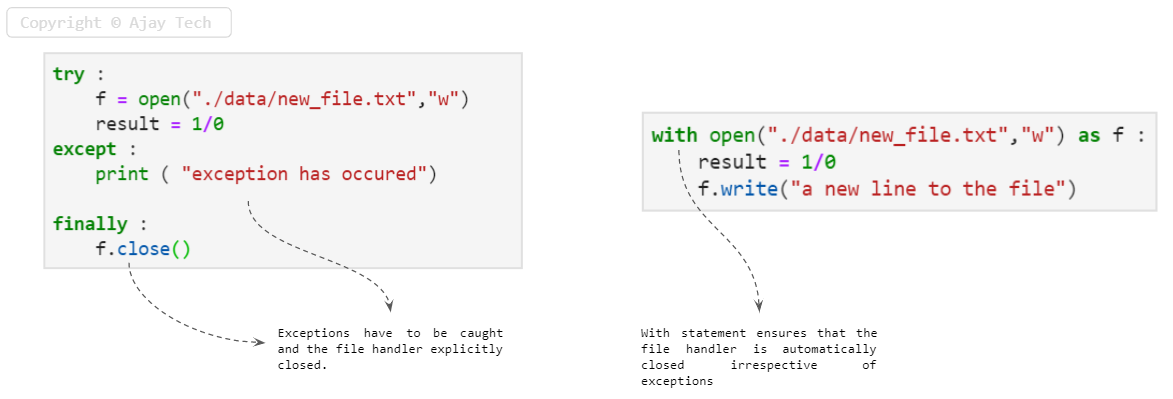 Copyright © Ajay Tech
try :
    f = open("./data/new_file.txt","w")
    result = 1/0
except :
    print ( "exception has occured")
finally :
    f.close()
with open("./data/new_file.txt","w") as f :
    result = 1/0
    f.write("a new line to the file")
Exceptions have to be caught
and the file handler explicitly
closed.
With statement ensures that the
file handler is automatically
closed irrespective of
exceptions